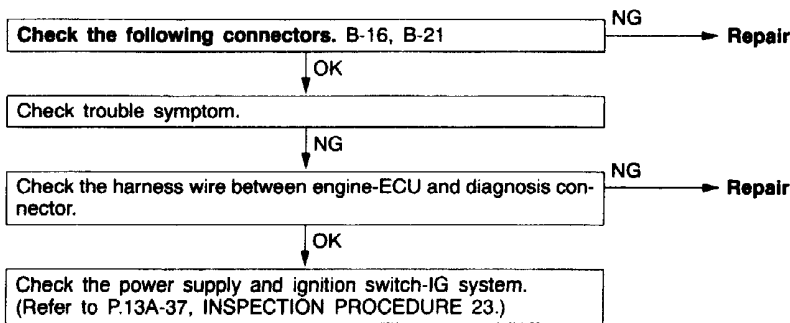 Check the following connectors. B-16, B-21
NG
Repair
OK
Check trouble symptom.
NG
Check the harness wire between engine-ECU and diagnosis con-
nector.
NG
Repair
OK
Check the power supply and ignition switch-IG system.
(Refer to P.13A-37, INSPECTION PROCEDURE 23.)